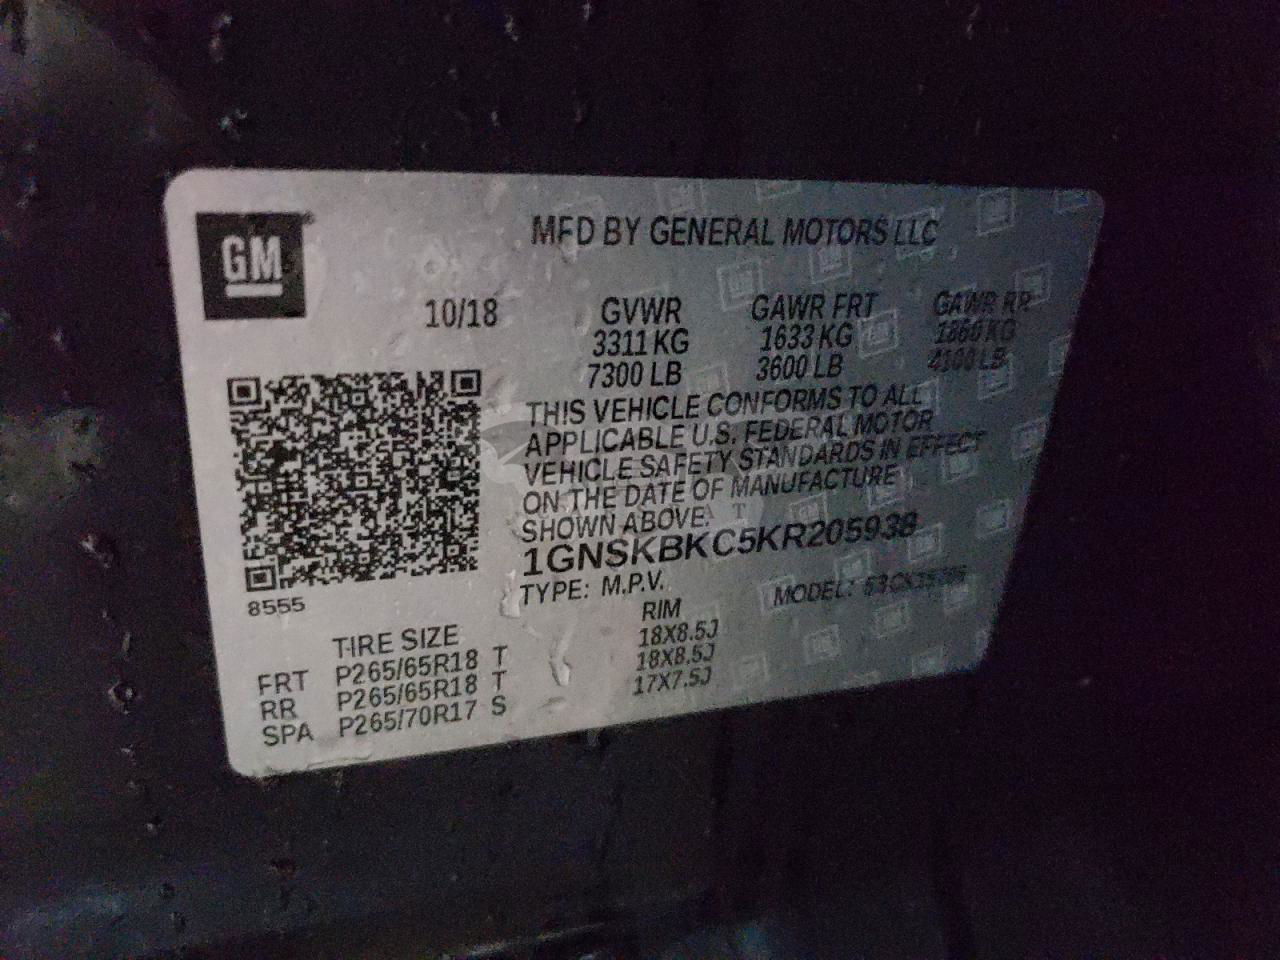 GM
MFD BY GENERAL MOTORS LLC
10/18 GVWR GAWR FRT GAWR RR
3311 KG 1633 KG 1860 KG
7300 LB 3600 LB 4100 LB
THIS VEHICLE CONFORMS TO ALL
APPLICABLE U.S. FEDERAL MOTOR
VEHICLE SAFETY STANDARDS IN EFFECT
ON THE DATE OF MANUFACTURE
SHOWN ABOVE.
1GNSKBKC5KR205938
TYPE: M.P.V. MODEL:
8555
TIRE SIZE RIM
FRT P265/65R18 T 18X8.5J
RR P265/65R18 T 18X8.5J
SPA P265/70R17 S 17X7.5J